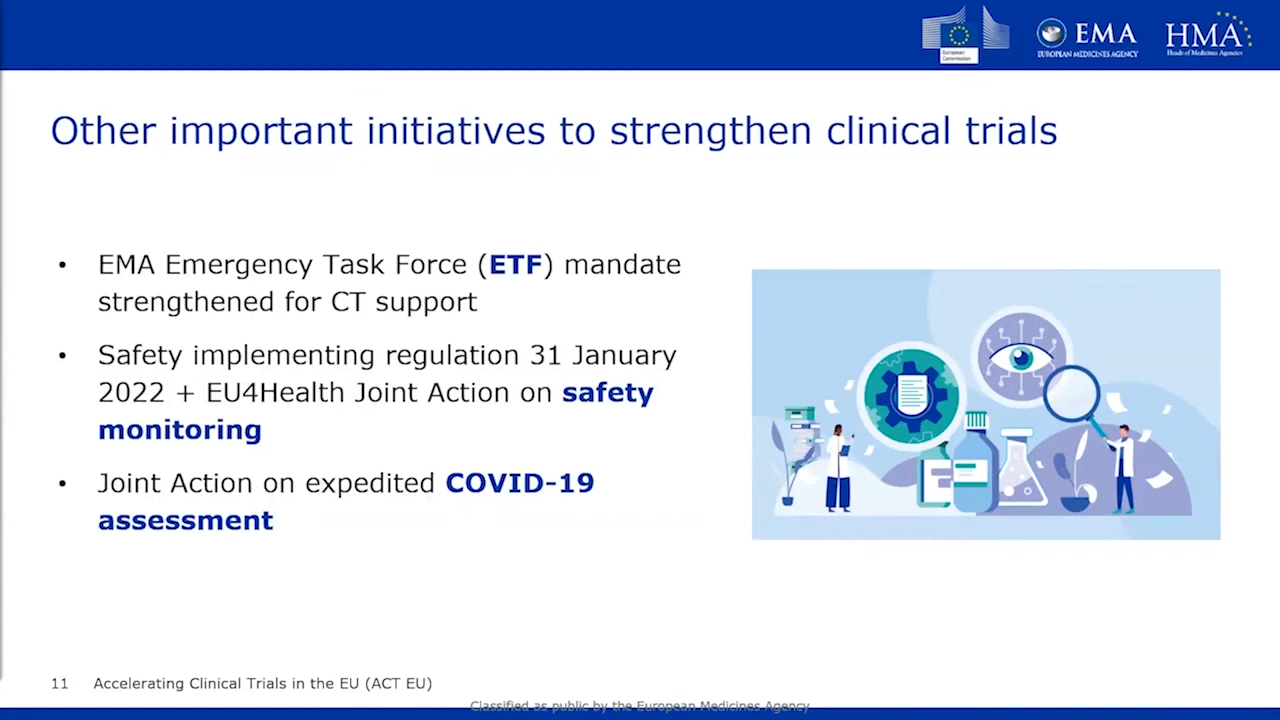 European
Commission
EMA
EUROPEAN MEDICINES AGENCY
HMA
Heads of Medicines Agencies
Other important initiatives to strengthen clinical trials
• EMA Emergency Task Force (ETF) mandate
strengthened for CT support
• Safety implementing regulation 31 January
2022 + EU4Health Joint Action on safety
monitoring
• Joint Action on expedited COVID-19
assessment
11 Accelerating Clinical Trials in the EU (ACT EU)
Classified as public by the European Medicines Agency